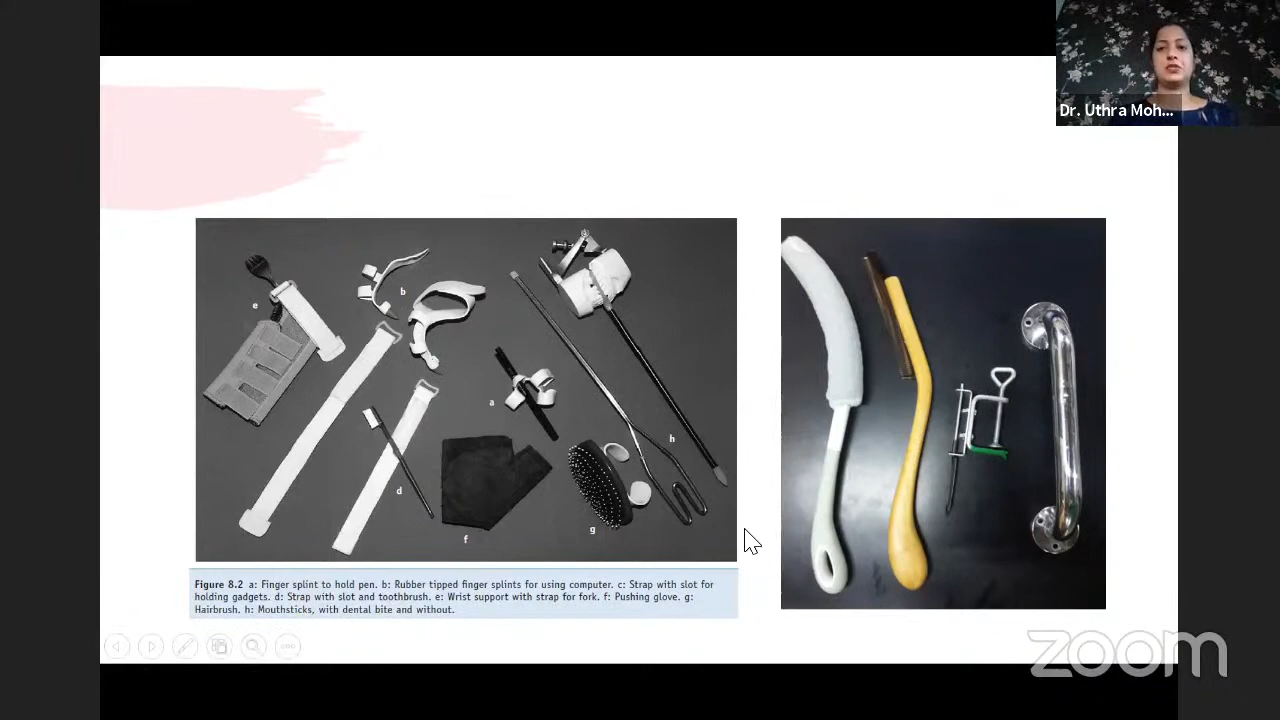 Dr. Uthra Moh...
e
b
a
h
d
f
g
Figure 8.2 a: Finger splint to hold pen. b: Rubber tipped finger splints for using computer. c: Strap with slot for
holding gadgets. d: Strap with slot and toothbrush. e: Wrist support with strap for fork. f: Pushing glove. g:
Hairbrush. h: Mouthsticks, with dental bite and without.
zoom